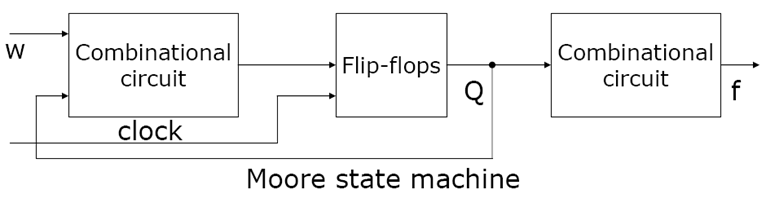 w
Combinational
circuit
Flip-flops
Q
Combinational
circuit
f
clock
Moore state machine